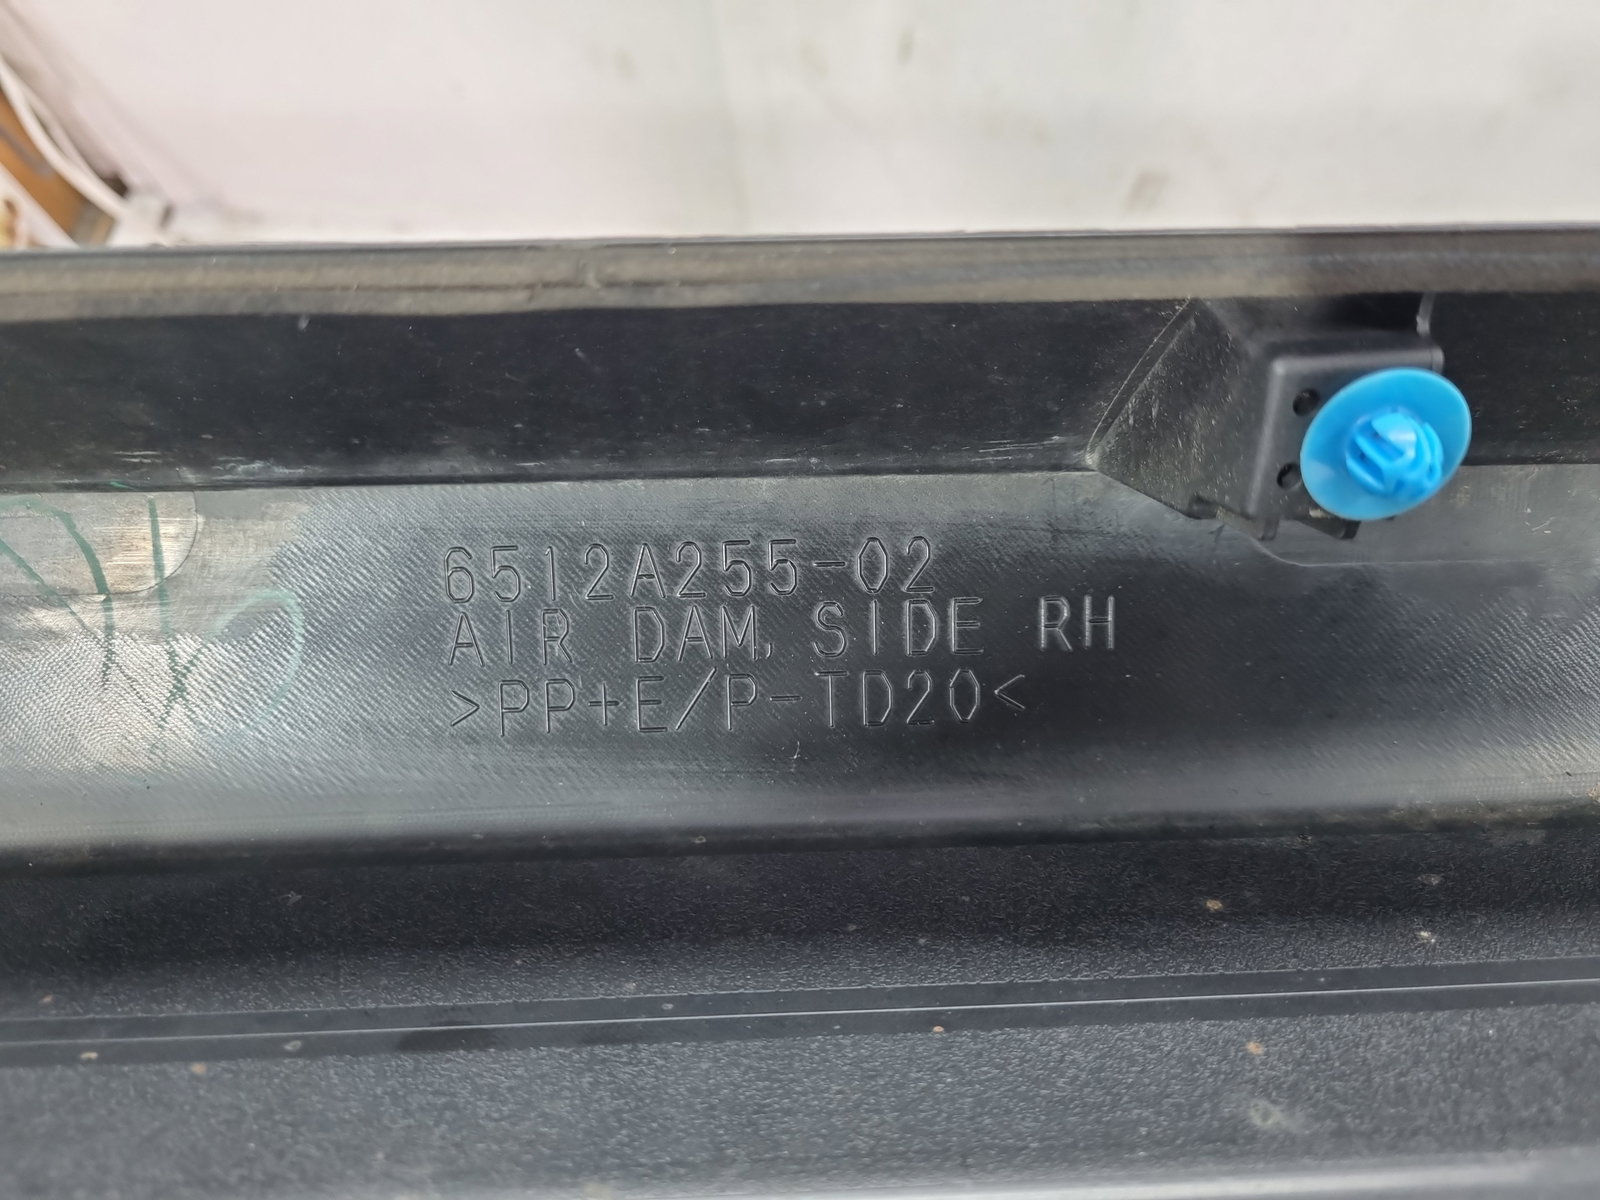 6512A255-02
AIR DAM, SIDE RH
>PP+E/P-TD20<